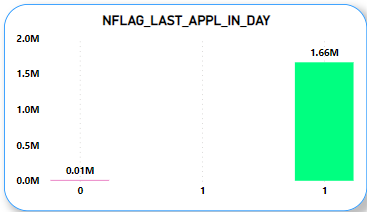 NFLAG_LAST_APPL_IN_DAY
2.0M
1.66M
1.5M
1.0M
0.5M
0.01M
0.0M
0 1 1